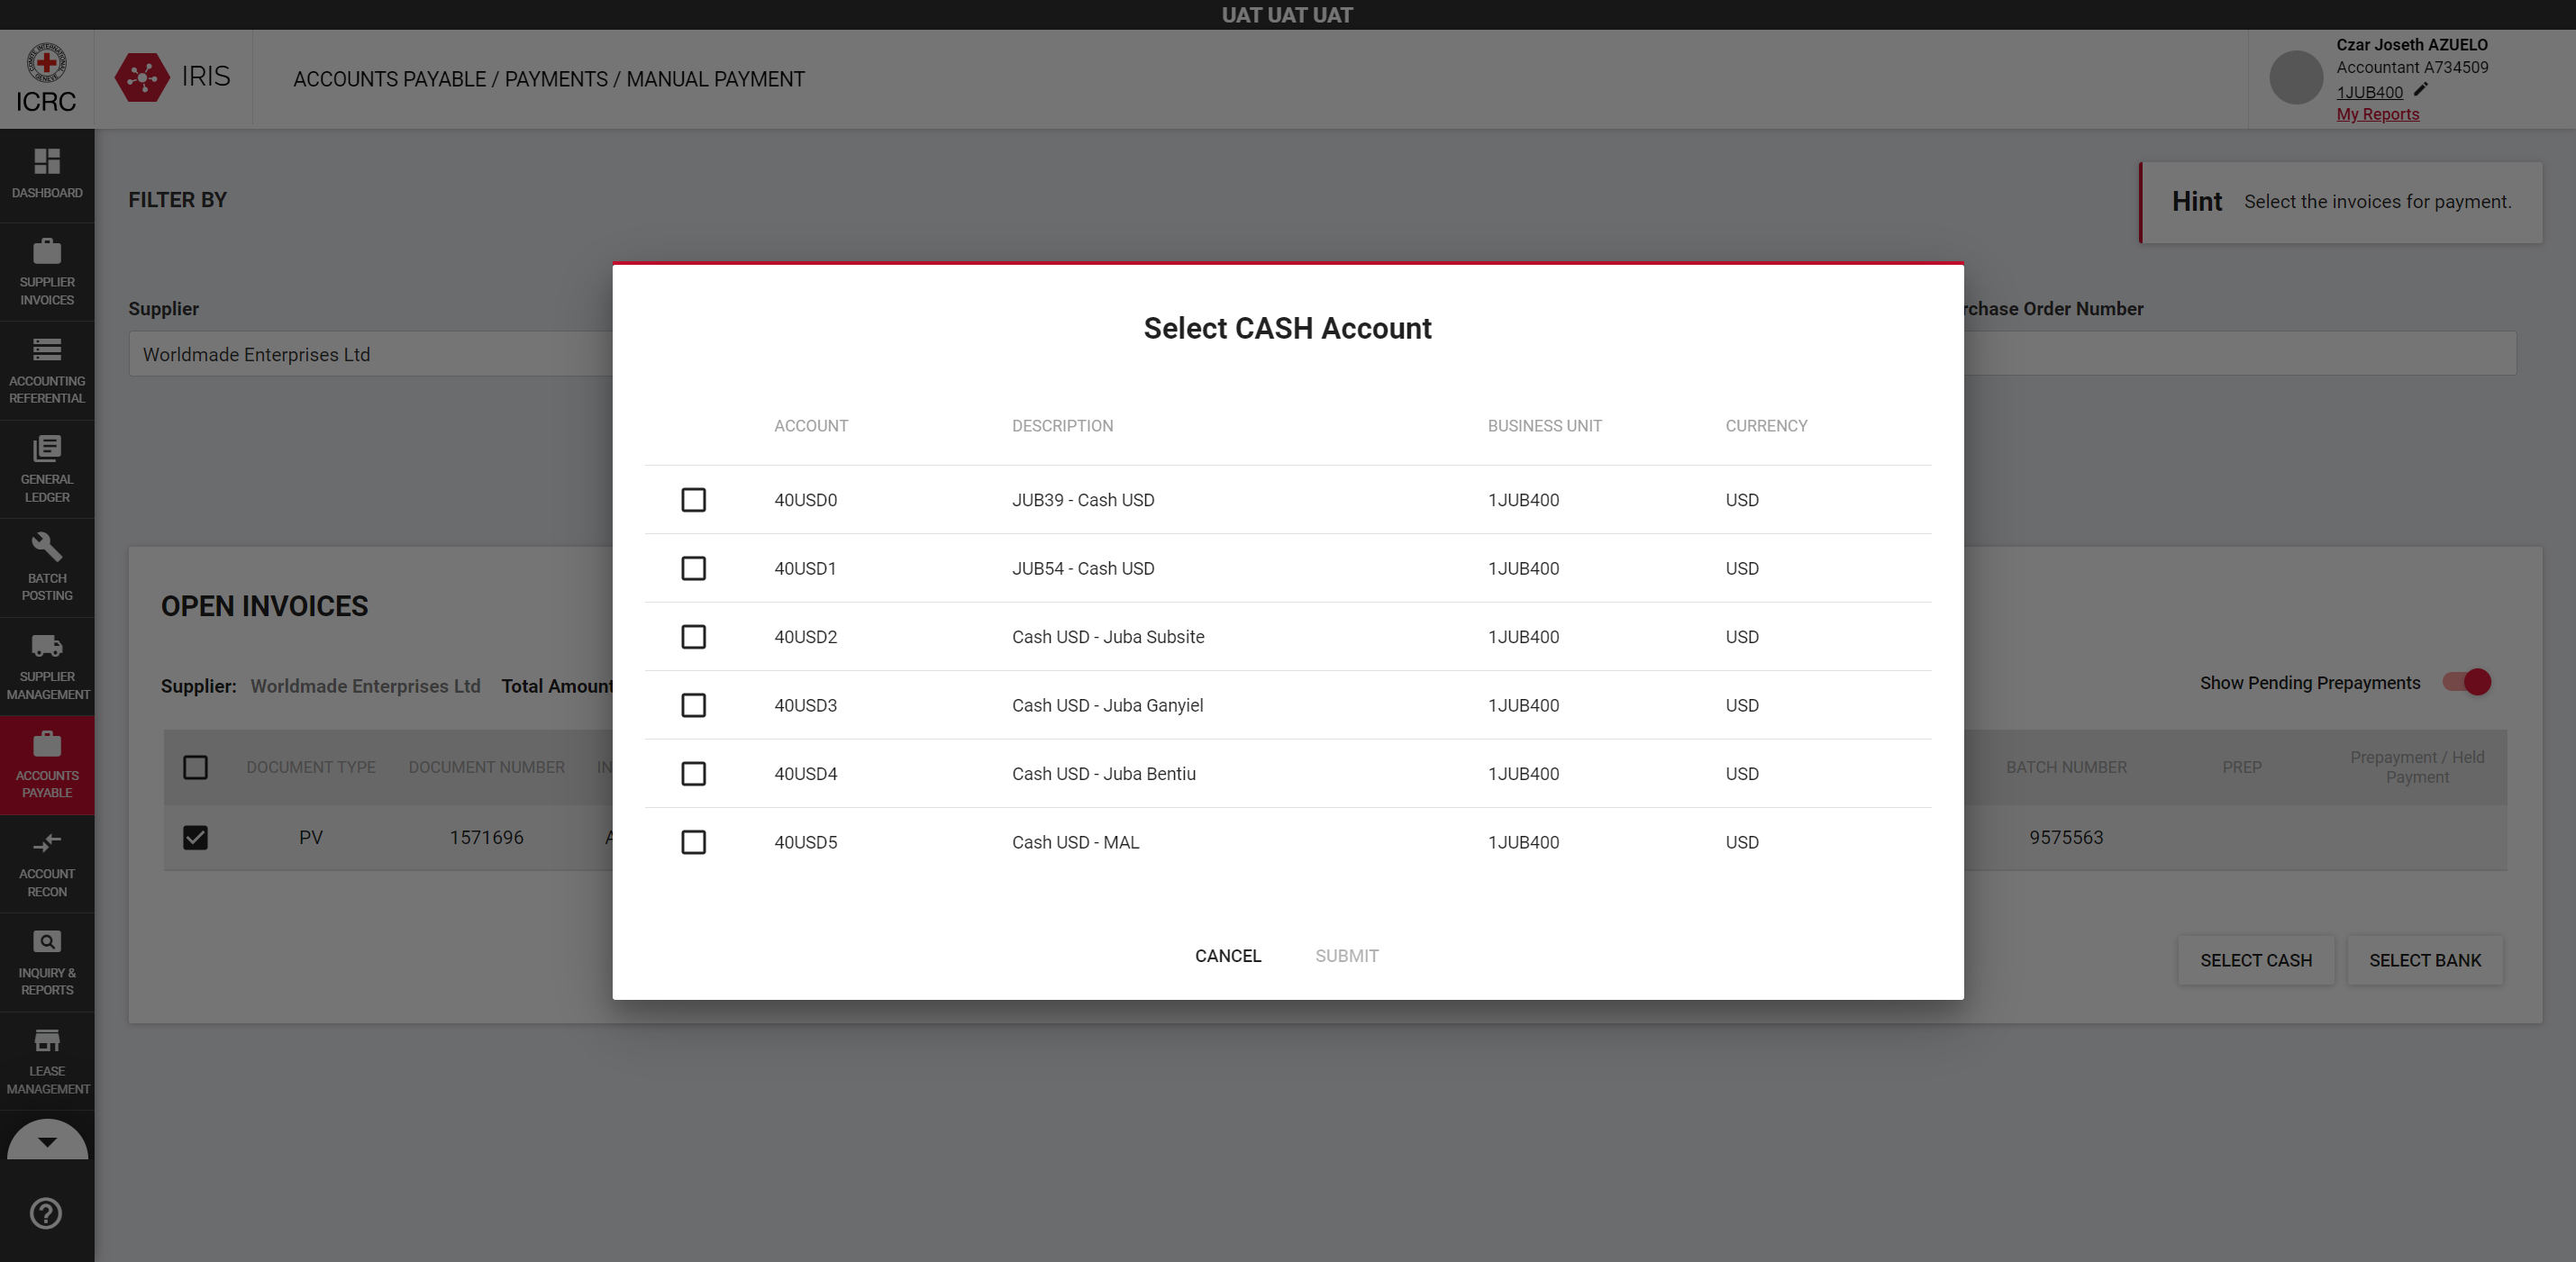 UAT UAT UAT
ICRC
IRIS
ACCOUNTS PAYABLE / PAYMENTS / MANUAL PAYMENT
Czar Joseth AZUELO
Accountant A734509
1JUB400
My Reports
DASHBOARD
SUPPLIER
INVOICES
ACCOUNTING
REFERENTIAL
GENERAL
LEDGER
BATCH
POSTING
SUPPLIER
MANAGEMENT
ACCOUNTS
PAYABLE
ACCOUNT
RECON
INQUIRY &
REPORTS
LEASE
MANAGEMENT
FILTER BY
Hint Select the invoices for payment.
Supplier
Worldmade Enterprises Ltd
rchase Order Number
Select CASH Account
ACCOUNT DESCRIPTION BUSINESS UNIT CURRENCY
40USD0 JUB39 - Cash USD 1JUB400 USD
40USD1 JUB54 - Cash USD 1JUB400 USD
40USD2 Cash USD - Juba Subsite 1JUB400 USD
40USD3 Cash USD - Juba Ganyiel 1JUB400 USD
40USD4 Cash USD - Juba Bentiu 1JUB400 USD
40USD5 Cash USD - MAL 1JUB400 USD
CANCEL SUBMIT
OPEN INVOICES
Supplier: Worldmade Enterprises Ltd Total Amount
Show Pending Prepayments
DOCUMENT TYPE DOCUMENT NUMBER IN BATCH NUMBER PREP Prepayment / Held
Payment
PV 1571696 A 9575563
SELECT CASH SELECT BANK